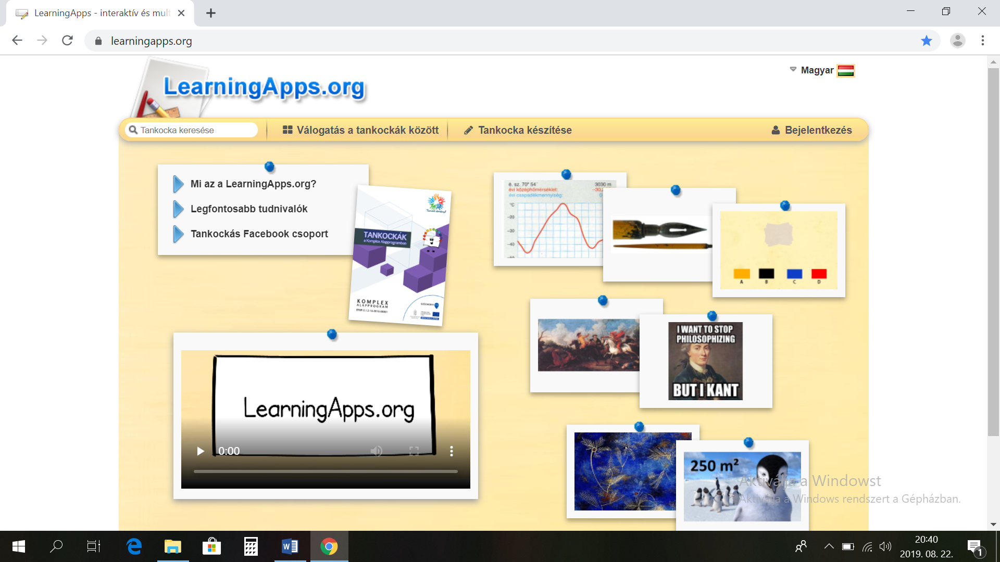 LearningApps - interaktív és mult
learningapps.org
LearningApps.org
Magyar
Tankocka keresése
Válogatás a tankockák között
Tankocka készítése
Bejelentkezés
Mi az a LearningApps.org?
Legfontosabb tudnivalók
Tankockás Facebook csoport
TANKOCKÁK
a Komplex Alapprogramban
KOMPLEX
ALAPPROGRAM
é. sz. 70° 54´
3030 m
évi középhőmérséklet:
-30,
évi csapadékmennyiség:
0
°C
-20
-30
-40
A
B
C
D
I WANT TO STOP
PHILOSOPHIZING
BUT I KANT
LearningApps.org
0:00
250 m²
Aktiválja a Windowst
Aktiválja a Windows rendszert a Gépházban.
20:40
2019. 08. 22.
1